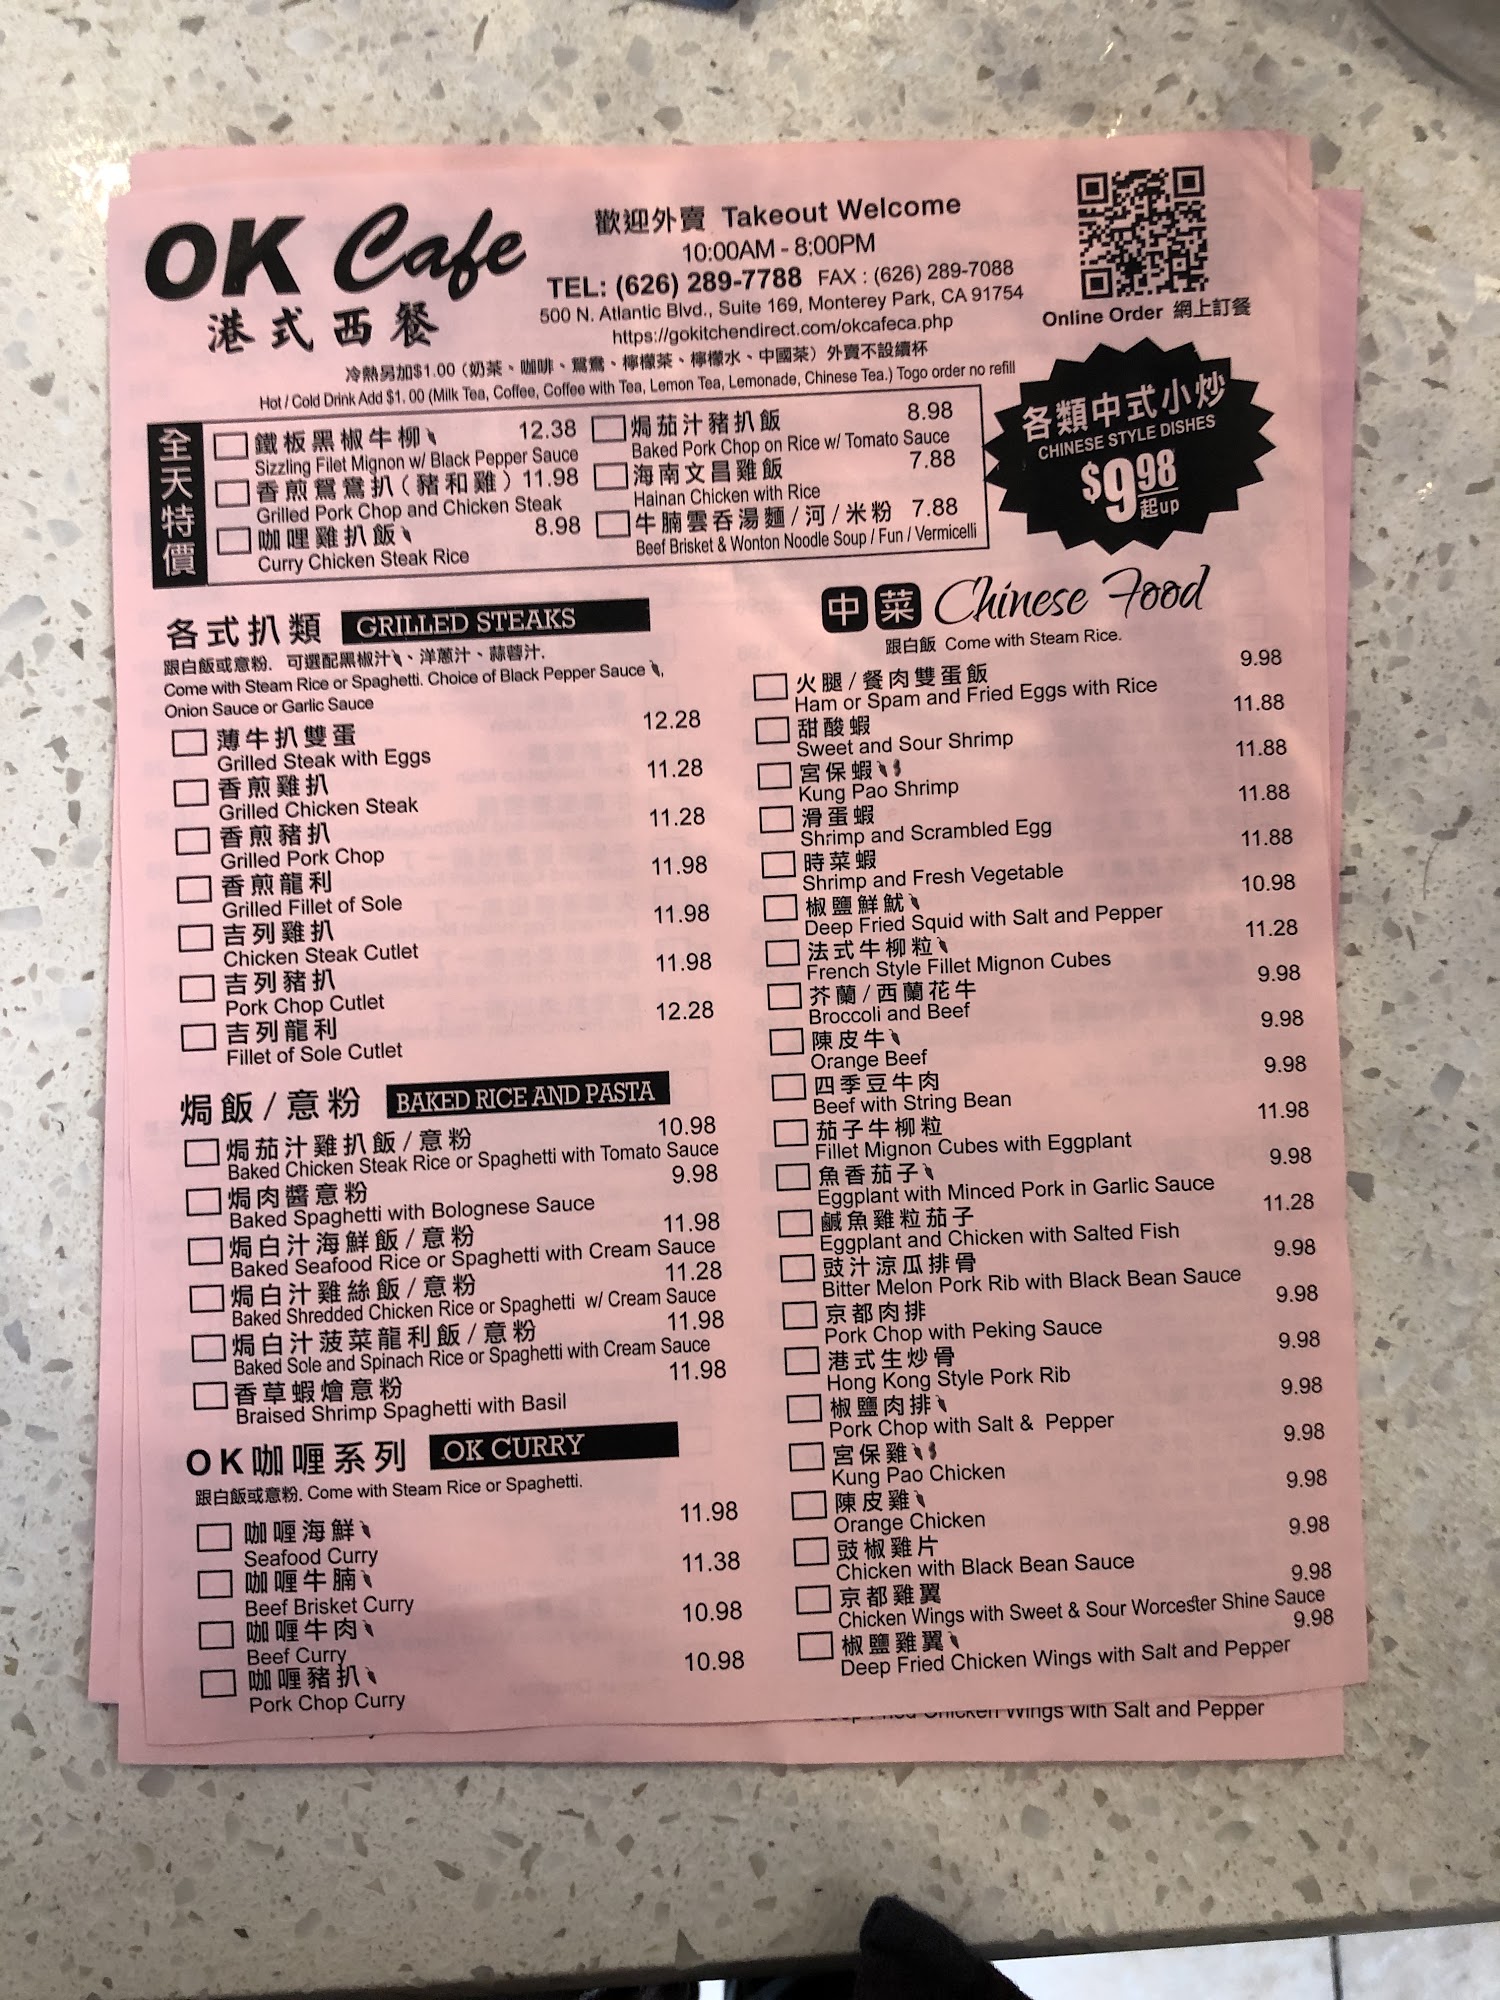 OK Cafe
港式西餐
歡迎外賣 Takeout Welcome
10:00AM - 8:00PM
TEL: (626) 289-7788 FAX : (626) 289-7088
500 N. Atlantic Blvd., Suite 169, Monterey Park, CA 91754
https://gokitchendirect.com/okcafeca.php
Online Order 網上訂餐
冷熱另加$1.00 (奶茶、咖啡、鴛鴦、檸檬茶、檸檬水、中國茶) 外賣不設續杯
Hot / Cold Drink Add $1. 00 (Milk Tea, Coffee, Coffee with Tea, Lemon Tea, Lemonade, Chinese Tea.) Togo order no refill
各類中式小炒
CHINESE STYLE DISHES
$9.98
起up
全天特價
鐵板黑椒牛柳 12.38
Sizzling Filet Mignon w/ Black Pepper Sauce
香煎鴛鴦扒(豬和雞) 11.98
Grilled Pork Chop and Chicken Steak
咖哩雞扒飯 8.98
Curry Chicken Steak Rice
焗茄汁豬扒飯 8.98
Baked Pork Chop on Rice w/ Tomato Sauce
海南文昌雞飯 7.88
Hainan Chicken with Rice
牛腩雲吞湯麵/河/米粉 7.88
Beef Brisket & Wonton Noodle Soup / Fun / Vermicelli
各式扒類 GRILLED STEAKS
跟白飯或意粉. 可選配黑椒汁、洋蔥汁、蒜蓉汁.
Come with Steam Rice or Spaghetti. Choice of Black Pepper Sauce,
Onion Sauce or Garlic Sauce
薄牛扒雙蛋 12.28
Grilled Steak with Eggs
香煎雞扒 11.28
Grilled Chicken Steak
香煎豬扒 11.28
Grilled Pork Chop
香煎龍利 11.98
Grilled Fillet of Sole
吉列雞扒 11.98
Chicken Steak Cutlet
吉列豬扒 11.98
Pork Chop Cutlet
吉列龍利 12.28
Fillet of Sole Cutlet
焗飯/意粉 BAKED RICE AND PASTA
焗茄汁雞扒飯/意粉 10.98
Baked Chicken Steak Rice or Spaghetti with Tomato Sauce
焗肉醬意粉 9.98
Baked Spaghetti with Bolognese Sauce
焗白汁海鮮飯/意粉 11.98
Baked Seafood Rice or Spaghetti with Cream Sauce
焗白汁雞絲飯/意粉 11.28
Baked Shredded Chicken Rice or Spaghetti w/ Cream Sauce
焗白汁菠菜龍利飯/意粉 11.98
Baked Sole and Spinach Rice or Spaghetti with Cream Sauce
香草蝦燴意粉 11.98
Braised Shrimp Spaghetti with Basil
OK咖喱系列 OK CURRY
跟白飯或意粉. Come with Steam Rice or Spaghetti.
咖喱海鮮 11.98
Seafood Curry
咖喱牛腩 11.38
Beef Brisket Curry
咖喱牛肉 10.98
Beef Curry
咖喱豬扒 10.98
Pork Chop Curry
中菜 Chinese Food
跟白飯 Come with Steam Rice.
火腿/餐肉雙蛋飯 9.98
Ham or Spam and Fried Eggs with Rice
甜酸蝦 11.88
Sweet and Sour Shrimp
宮保蝦 11.88
Kung Pao Shrimp
滑蛋蝦 11.88
Shrimp and Scrambled Egg
時菜蝦 11.88
Shrimp and Fresh Vegetable
椒鹽鮮魷 10.98
Deep Fried Squid with Salt and Pepper
法式牛柳粒 11.28
French Style Fillet Mignon Cubes
芥蘭/西蘭花牛 9.98
Broccoli and Beef
陳皮牛 9.98
Orange Beef
四季豆牛肉 9.98
Beef with String Bean
茄子牛柳粒 11.98
Fillet Mignon Cubes with Eggplant
魚香茄子 9.98
Eggplant with Minced Pork in Garlic Sauce
鹹魚雞粒茄子 11.28
Eggplant and Chicken with Salted Fish
豉汁涼瓜排骨 9.98
Bitter Melon Pork Rib with Black Bean Sauce
京都肉排 9.98
Pork Chop with Peking Sauce
港式生炒骨 9.98
Hong Kong Style Pork Rib
椒鹽肉排 9.98
Pork Chop with Salt & Pepper
宮保雞 9.98
Kung Pao Chicken
陳皮雞 9.98
Orange Chicken
豉椒雞片 9.98
Chicken with Black Bean Sauce
京都雞翼 9.98
Chicken Wings with Sweet & Sour Worcester Shine Sauce
椒鹽雞翼 9.98
Deep Fried Chicken Wings with Salt and Pepper
Chicken Wings with Salt and Pepper